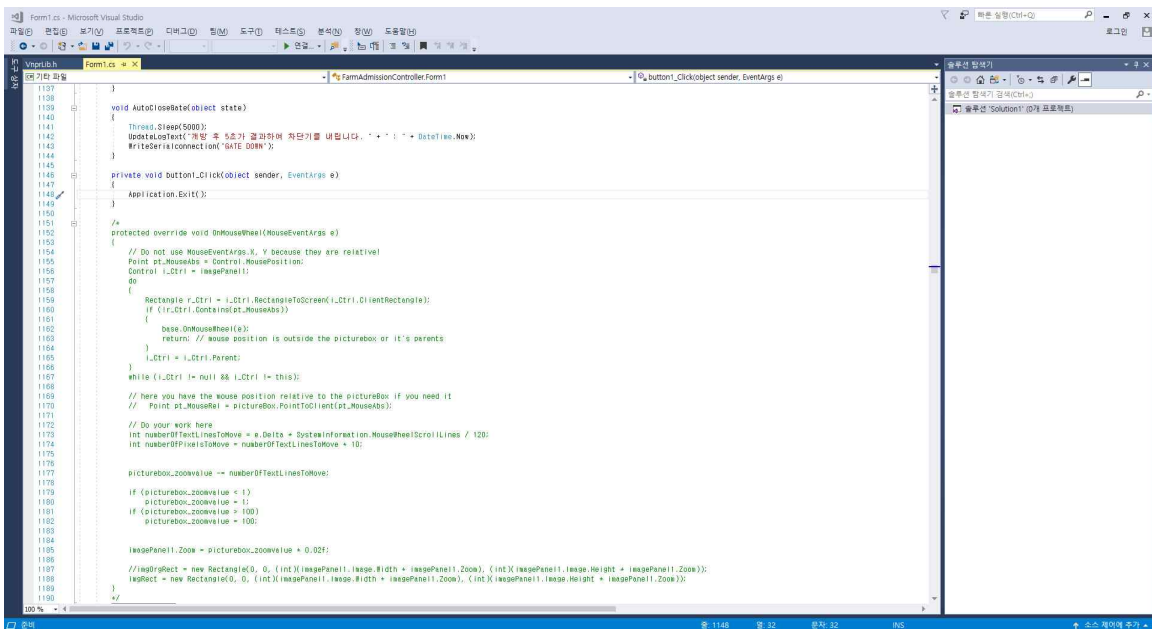 Form1.cs - Microsoft Visual Studio
빠른 실행(Ctrl+Q)
파일(F) 편집(E) 보기(V) 프로젝트(P) 디버그(D) 팀(M) 도구(T) 테스트(S) 분석(N) 창(W) 도움말(H)
로그인
연결...
VnprLib.h Form1.cs
기타 파일
FarmAdmissionController.Form1
button1_Click(object sender, EventArgs e)
솔루션 탐색기
솔루션 탐색기 검색(Ctrl+;)
솔루션 'Solution1' (0개 프로젝트)
도구 상자
1137 }
1138
1139 void AutoCloseBate(object state)
1140 {
1141 Thread.Sleep(5000);
1142 UpdateLogText("개방 후 5초가 경과하여 차단기를 내립니다. " + " : " + DateTime.Now);
1143 WriteSerialconnection("GATE DOWN");
1144 }
1145
1146 private void button1_Click(object sender, EventArgs e)
1147 {
1148 Application.Exit();
1149 }
1150
1151 /*
1152 protected override void OnMouseWheel(MouseEventArgs e)
1153 {
1154 // Do not use MouseEventArgs.X, Y because they are relative!
1155 Point pt_MouseAbs = Control.MousePosition;
1156 Control i_Ctrl = imagePanel1;
1157 do
1158 {
1159 Rectangle r_Ctrl = i_Ctrl.RectangleToScreen(i_Ctrl.ClientRectangle);
1160 if (!r_Ctrl.Contains(pt_MouseAbs))
1161 {
1162 base.OnMouseWheel(e);
1163 return; // mouse position is outside the picturebox or it's parents
1164 }
1165 i_Ctrl = i_Ctrl.Parent;
1166 }
1167 while (i_Ctrl != null && i_Ctrl != this);
1168
1169 // here you have the mouse position relative to the pictureBox if you need it
1170 // Point pt_MouseRel = pictureBox.PointToClient(pt_MouseAbs);
1171
1172 // Do your work here
1173 int numberOfTextLinesToMove = e.Delta * SystemInformation.MouseWheelScrollLines / 120;
1174 int numberOfPixelsToMove = numberOfTextLinesToMove * 10;
1175
1176
1177 picturebox_zoomvalue -= numberOfTextLinesToMove;
1178
1179 if (picturebox_zoomvalue < 1)
1180 picturebox_zoomvalue = 1;
1181 if (picturebox_zoomvalue > 100)
1182 picturebox_zoomvalue = 100;
1183
1184
1185 imagePanel1.Zoom = picturebox_zoomvalue * 0.02f;
1186
1187 //imgOrgRect = new Rectangle(0, 0, (int)(imagePanel1.Image.Width * imagePanel1.Zoom), (int)(imagePanel1.Image.Height * imagePanel1.Zoom));
1188 imgRect = new Rectangle(0, 0, (int)(imagePanel1.Image.Width * imagePanel1.Zoom), (int)(imagePanel1.Image.Height * imagePanel1.Zoom));
1189 }
1190 */
100 %
준비
줄: 1148 열: 32 문자: 32 INS
소스 제어에 추가